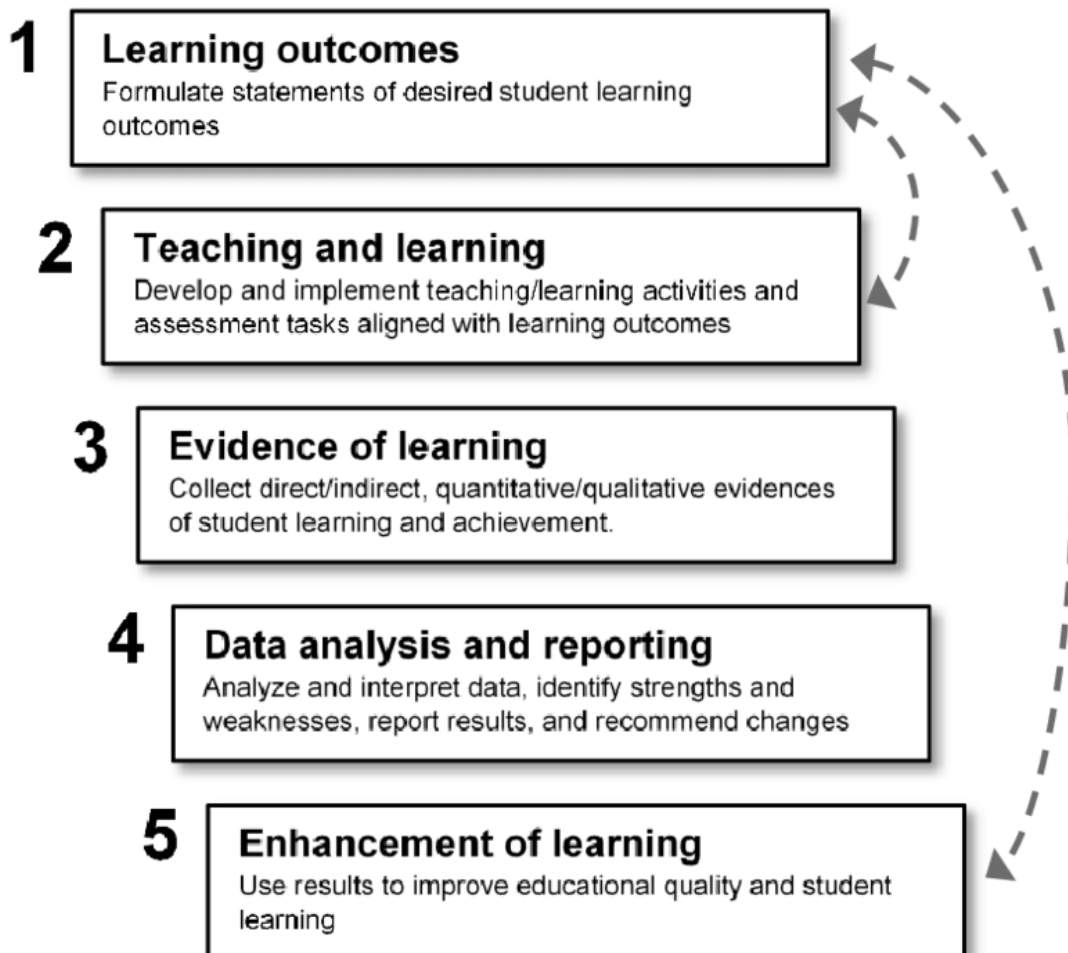 1
Learning outcomes
Formulate statements of desired student learning
outcomes
2
Teaching and learning
Develop and implement teaching/learning activities and
assessment tasks aligned with learning outcomes
3
Evidence of learning
Collect direct/indirect, quantitative/qualitative evidences
of student learning and achievement.
4
Data analysis and reporting
Analyze and interpret data, identify strengths and
weaknesses, report results, and recommend changes
5
Enhancement of learning
Use results to improve educational quality and student
learning